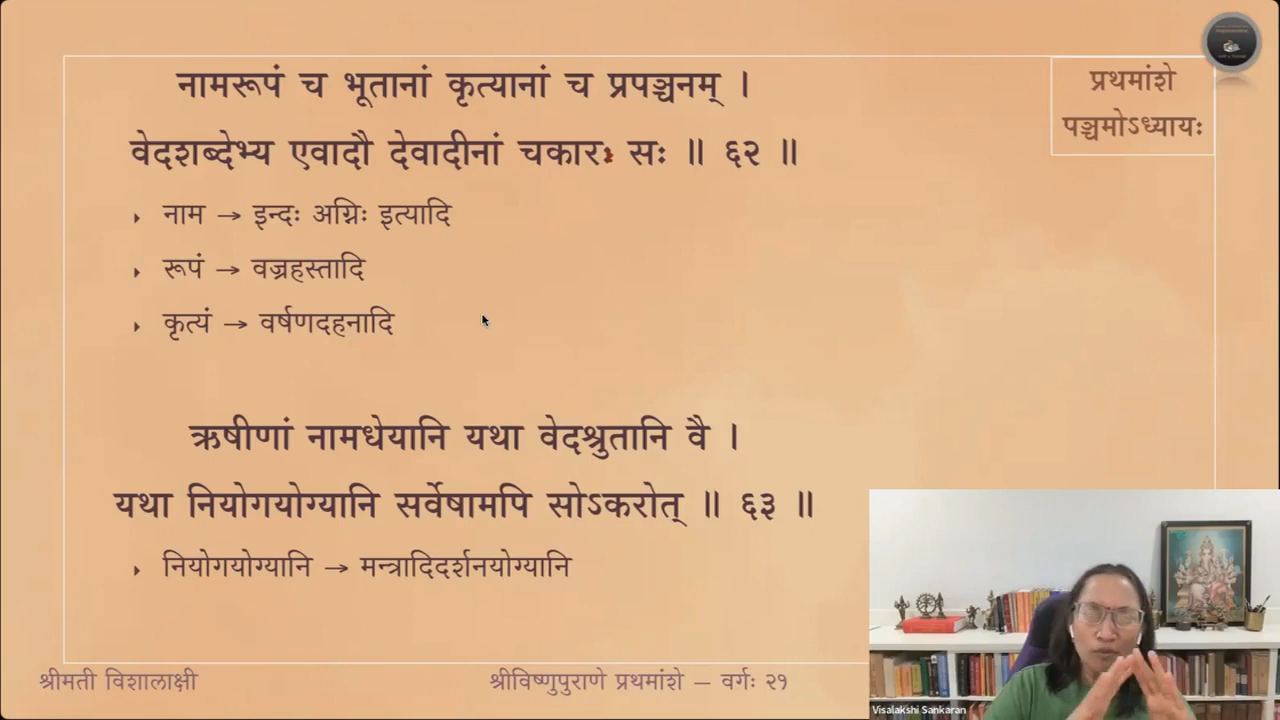 नामरूपं च भूतानां कृत्यानां च प्रपञ्चनम् ।
वेदशब्देभ्य एवादौ देवादीनां चकार सः ॥ ६२ ॥
प्रथमांशे
पञ्चमोऽध्यायः
नाम → इन्दः अग्निः इत्यादि
रूपं → वज्रहस्तादि
कृत्यं → वर्षणदहनादि
ऋषीणां नामधेयानि यथा वेदश्रुतानि वै ।
यथा नियोगयोग्यानि सर्वेषामपि सोऽकरोत् ॥ ६३ ॥
नियोगयोग्यानि → मन्त्रादिदर्शनयोग्यानि
श्रीमती विशालाक्षी
श्रीविष्णुपुराणे प्रथमांशे – वर्गः २१
Visalakshi Sankaran